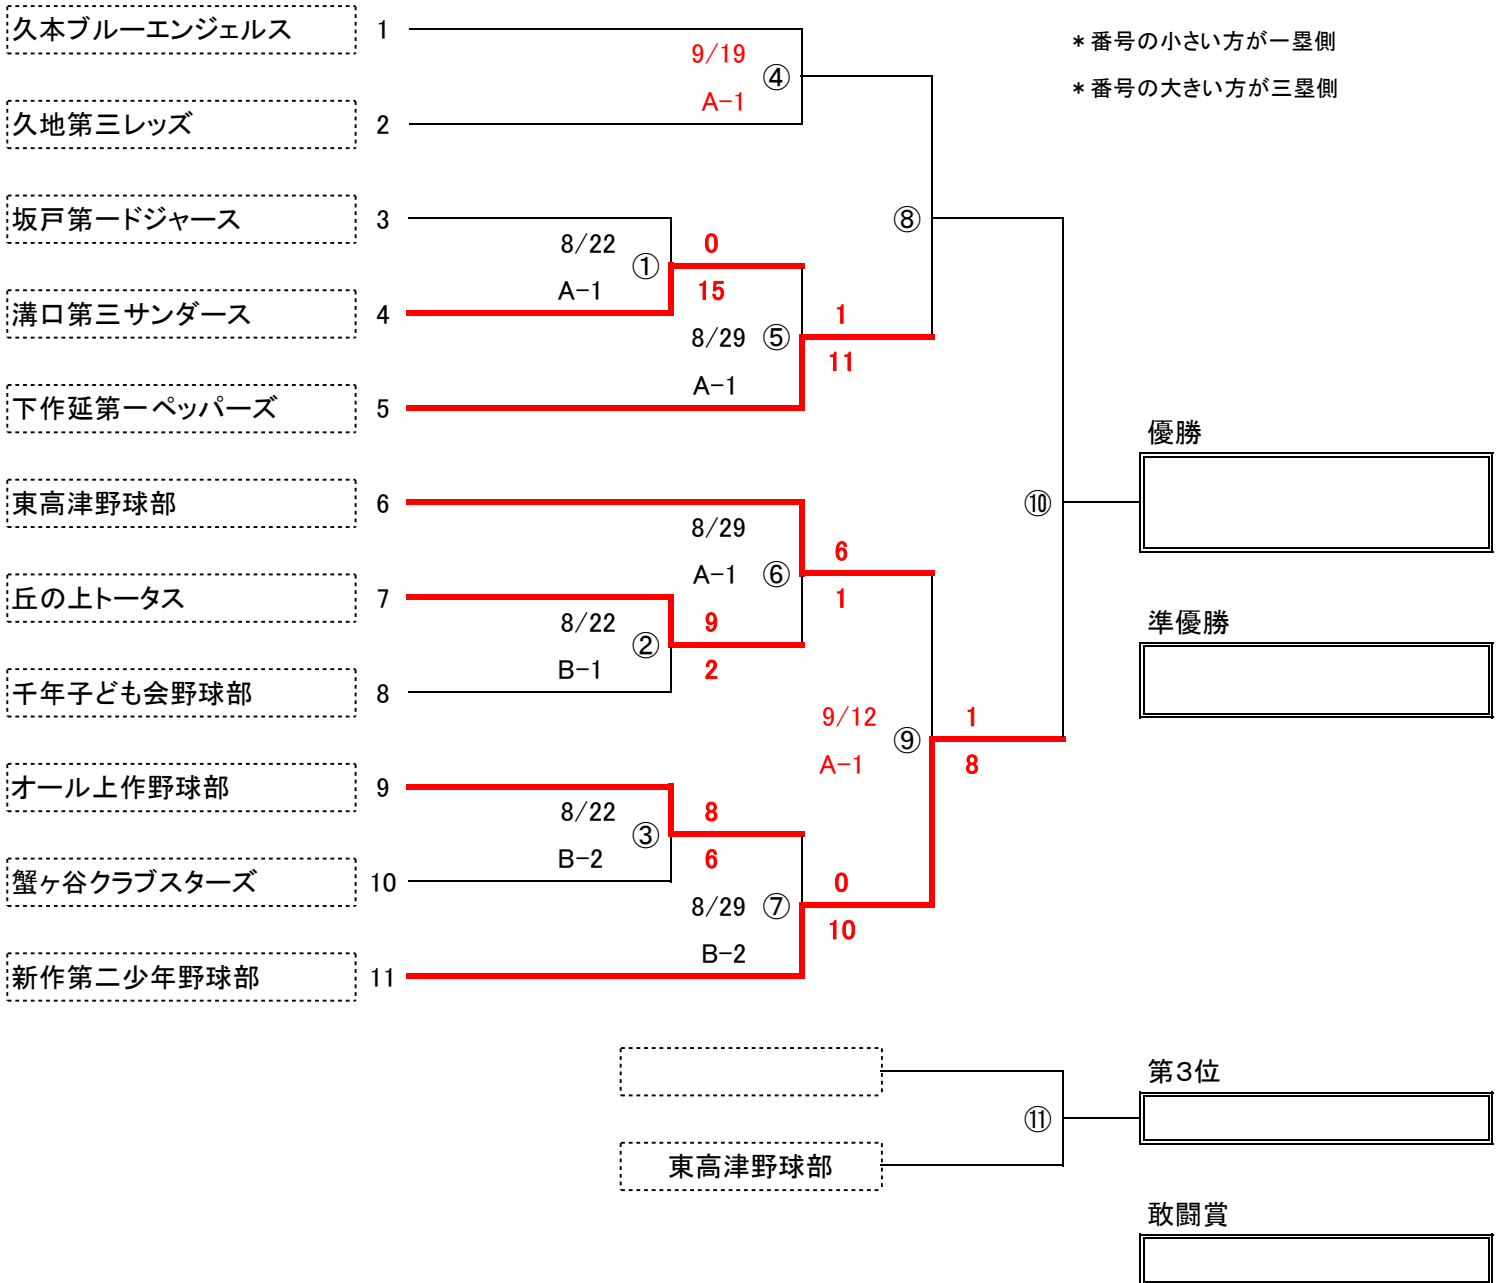 久本ブルーエンジェルス 1
9/19
④
A-1
久地第三レッズ 2
＊番号の小さい方が一塁側
＊番号の大きい方が三塁側
坂戸第一ドジャース 3
⑧
8/22
①
0
A-1
15
溝口第三サンダース 4
1
8/29 ⑤
11
A-1
下作延第一ペッパーズ 5
優勝
東高津野球部 6
⑩
8/29
6
A-1 ⑥
1
丘の上トータス 7
8/22
②
9
B-1
2
千年子ども会野球部 8
準優勝
9/12
⑨
1
A-1
8
オール上作野球部 9
8/22
③
8
B-2
6
蟹ヶ谷クラブスターズ 10
0
8/29 ⑦
10
B-2
新作第二少年野球部 11
第3位
⑪
東高津野球部
敢闘賞